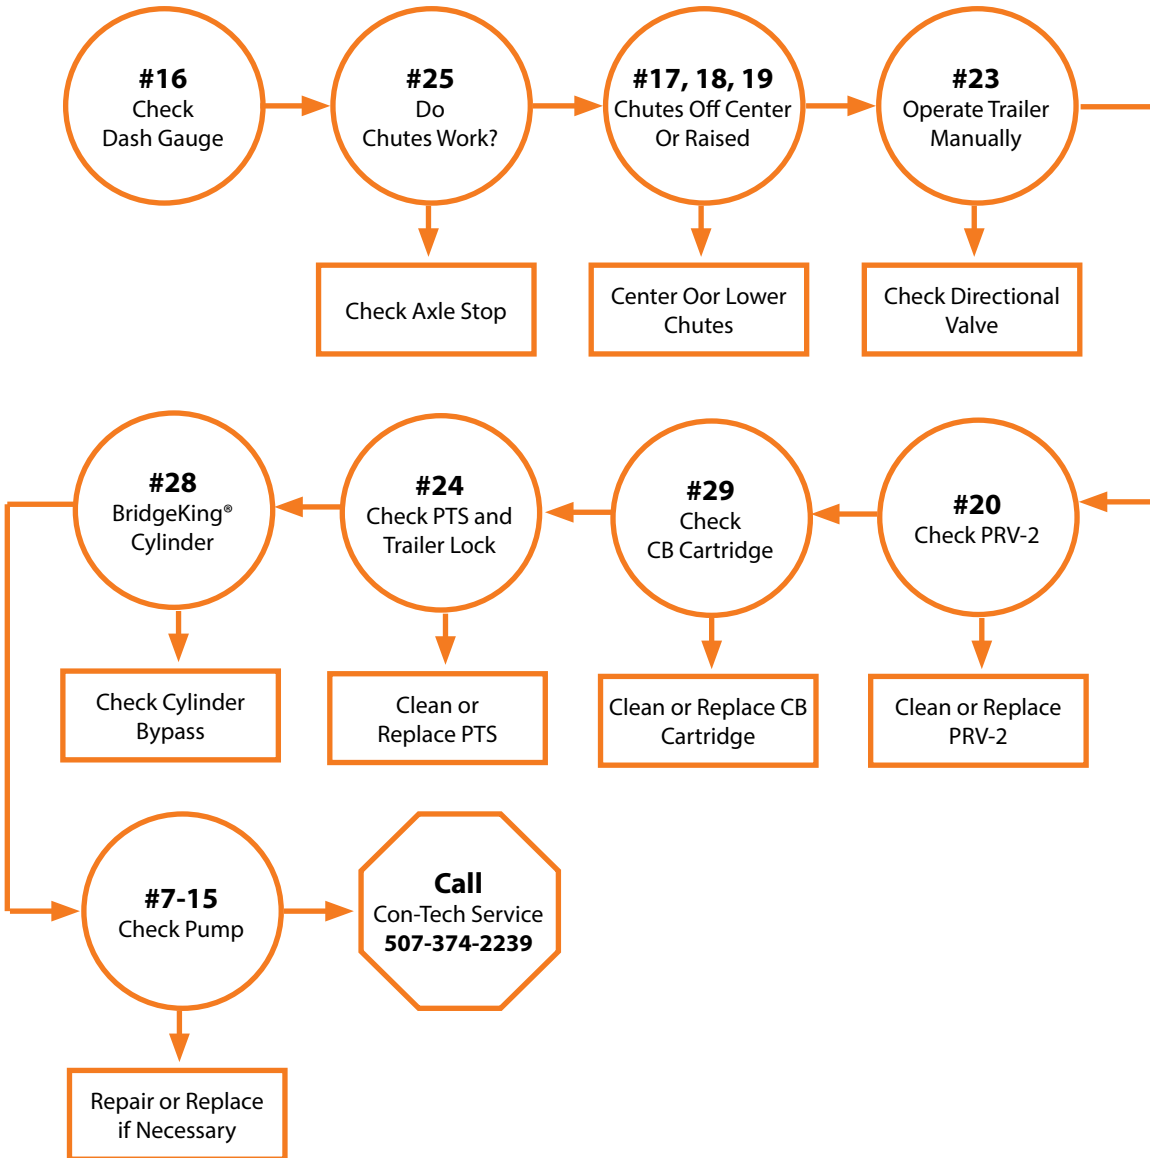 #16
Check
Dash Gauge
#25
Do
Chutes Work?
#17, 18, 19
Chutes Off Center
Or Raised
#23
Operate Trailer
Manually
Check Axle Stop
Center Oor Lower
Chutes
Check Directional
Valve
#28
BridgeKing®
Cylinder
#24
Check PTS and
Trailer Lock
#29
Check
CB Cartridge
#20
Check PRV-2
Check Cylinder
Bypass
Clean or
Replace PTS
Clean or Replace CB
Cartridge
Clean or Replace
PRV-2
#7-15
Check Pump
Call
Con-Tech Service
507-374-2239
Repair or Replace
if Necessary